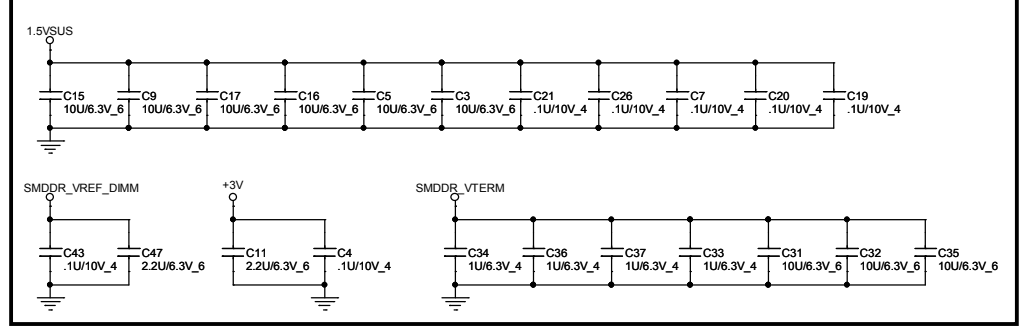 1.5VSUS
C15 C9 C17 C16 C5 C3 C21 C26 C7 C20 C19
10U/6.3V_6 10U/6.3V_6 10U/6.3V_6 10U/6.3V_6 10U/6.3V_6 10U/6.3V_6 .1U/10V_4 .1U/10V_4 .1U/10V_4 .1U/10V_4 .1U/10V_4
SMDDR_VREF_DIMM +3V SMDDR_VTERM
C43 C47 C11 C4 C34 C36 C37 C33 C31 C32 C35
.1U/10V_4 2.2U/6.3V_6 2.2U/6.3V_6 .1U/10V_4 1U/6.3V_4 1U/6.3V_4 1U/6.3V_4 1U/6.3V_4 10U/6.3V_6 10U/6.3V_6 10U/6.3V_6